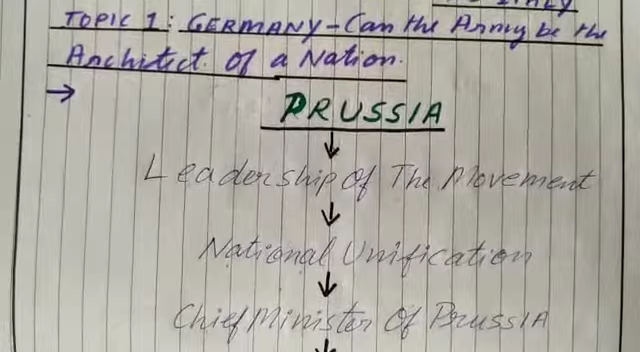 ITALY
TOPIC 1: GERMANY - Can the Army be the
Architect of a Nation.
→
PRUSSIA
↓
Leadership Of The Movement
↓
National Unification
↓
Chief Minister Of PrussIA
↓